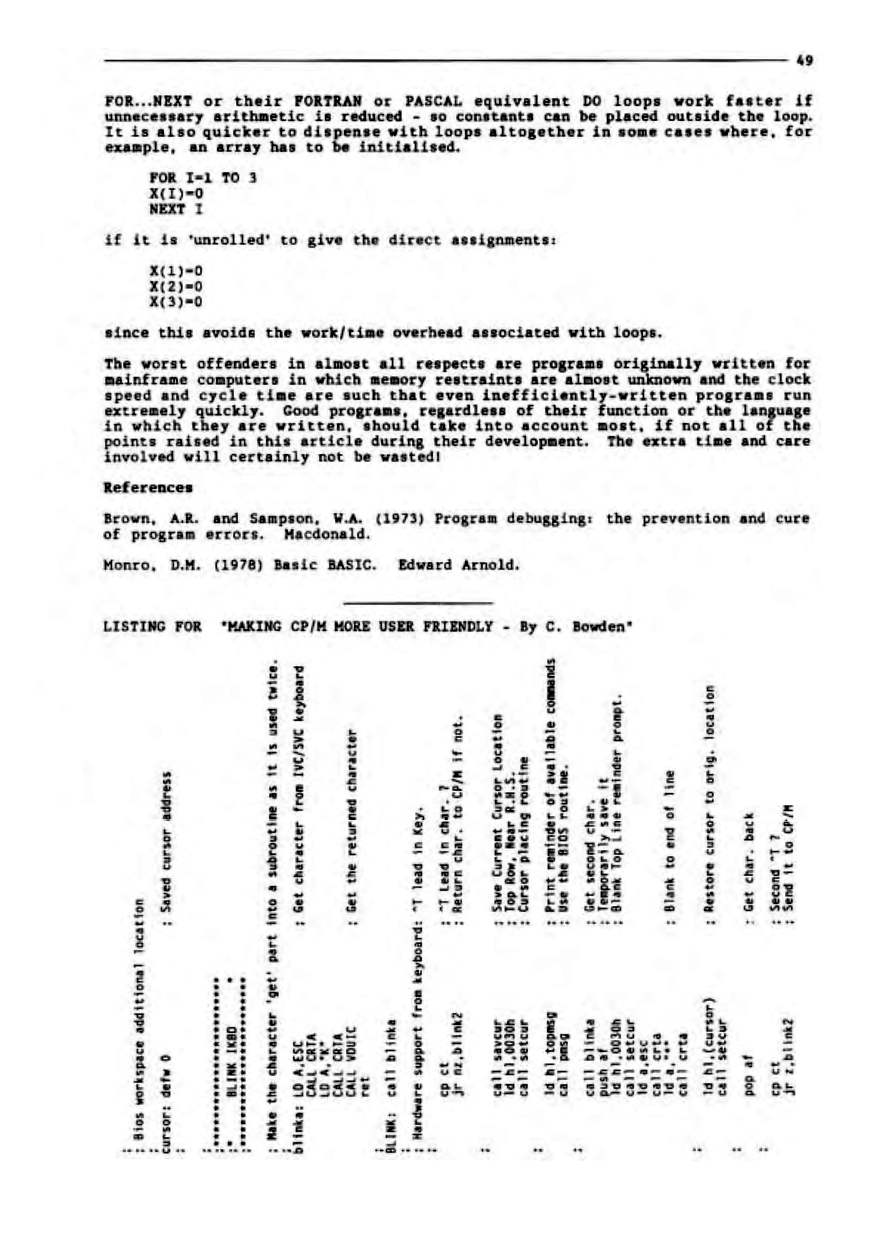 49
FOR...NEXT or their FORTRAN or PASCAL equivalent DO loops work faster if
unnecessary arithmetic is reduced - so constants can be placed outside the loop.
It is also quicker to dispense with loops altogether in some cases where, for
example, an array has to be initialised.
FOR I=1 TO 3
X(I)=0
NEXT I
if it is 'unrolled' to give the direct assignments:
X(1)=0
X(2)=0
X(3)=0
since this avoids the work/time overhead associated with loops.
The worst offenders in almost all respects are programs originally written for
mainframe computers in which memory restraints are almost unknown and the clock
speed and cycle time are such that even inefficiently-written programs run
extremely quickly. Good programs, regardless of their function or the language
in which they are written, should take into account most, if not all of the
points raised in this article during their development. The extra time and care
involved will certainly not be wasted!
References
Brown, A.R. and Sampson, W.A. (1973) Program debugging: the prevention and cure
of program errors. Macdonald.
Monro, D.M. (1978) Basic BASIC. Edward Arnold.
LISTING FOR "MAKING CP/M MORE USER FRIENDLY - By C. Bowden"
;
; Bios workspace additional location
;
cursor: defw 0 ; Saved cursor address
;
;*************************
;* BLINK IKBD *
;*************************
;
; Make the character 'get' part into a subroutine as it is used twice.
;
blinka: LD A,ESC ; Get character from IVC/SVC keyboard
CALL CRTA
LD A,"K"
CALL CRTA
CALL VDUIC ; Get the returned character
ret
;
BLINK: call blinka
;
; Hardware support from keyboard: ^T lead in Key.
;
cp ct ; ^T Lead in char. ?
jr nz,blink2 ; Return char. to CP/M if not.
;
call savcur ; Save Current Cursor Location
ld hl,0030h ; Top Row, Near R.H.S.
call setcur ; Cursor placing routine
;
ld hl,topmsg ; Print reminder of available commands
call pmsg ; Use the BIOS routine.
;
call blinka ; Get second char.
push af ; Temporarily save it
ld hl,0030h ; Blank Top Line reminder prompt.
call setcur
ld a,esc
call crta
ld a,"*"
call crta ; Blank to end of line
;
ld hl,(cursor) ; Restore cursor to orig. location
call setcur
;
pop af ; Get char. back
;
cp ct ; Second ^T ?
jr z,blink2 ; Send it to CP/M